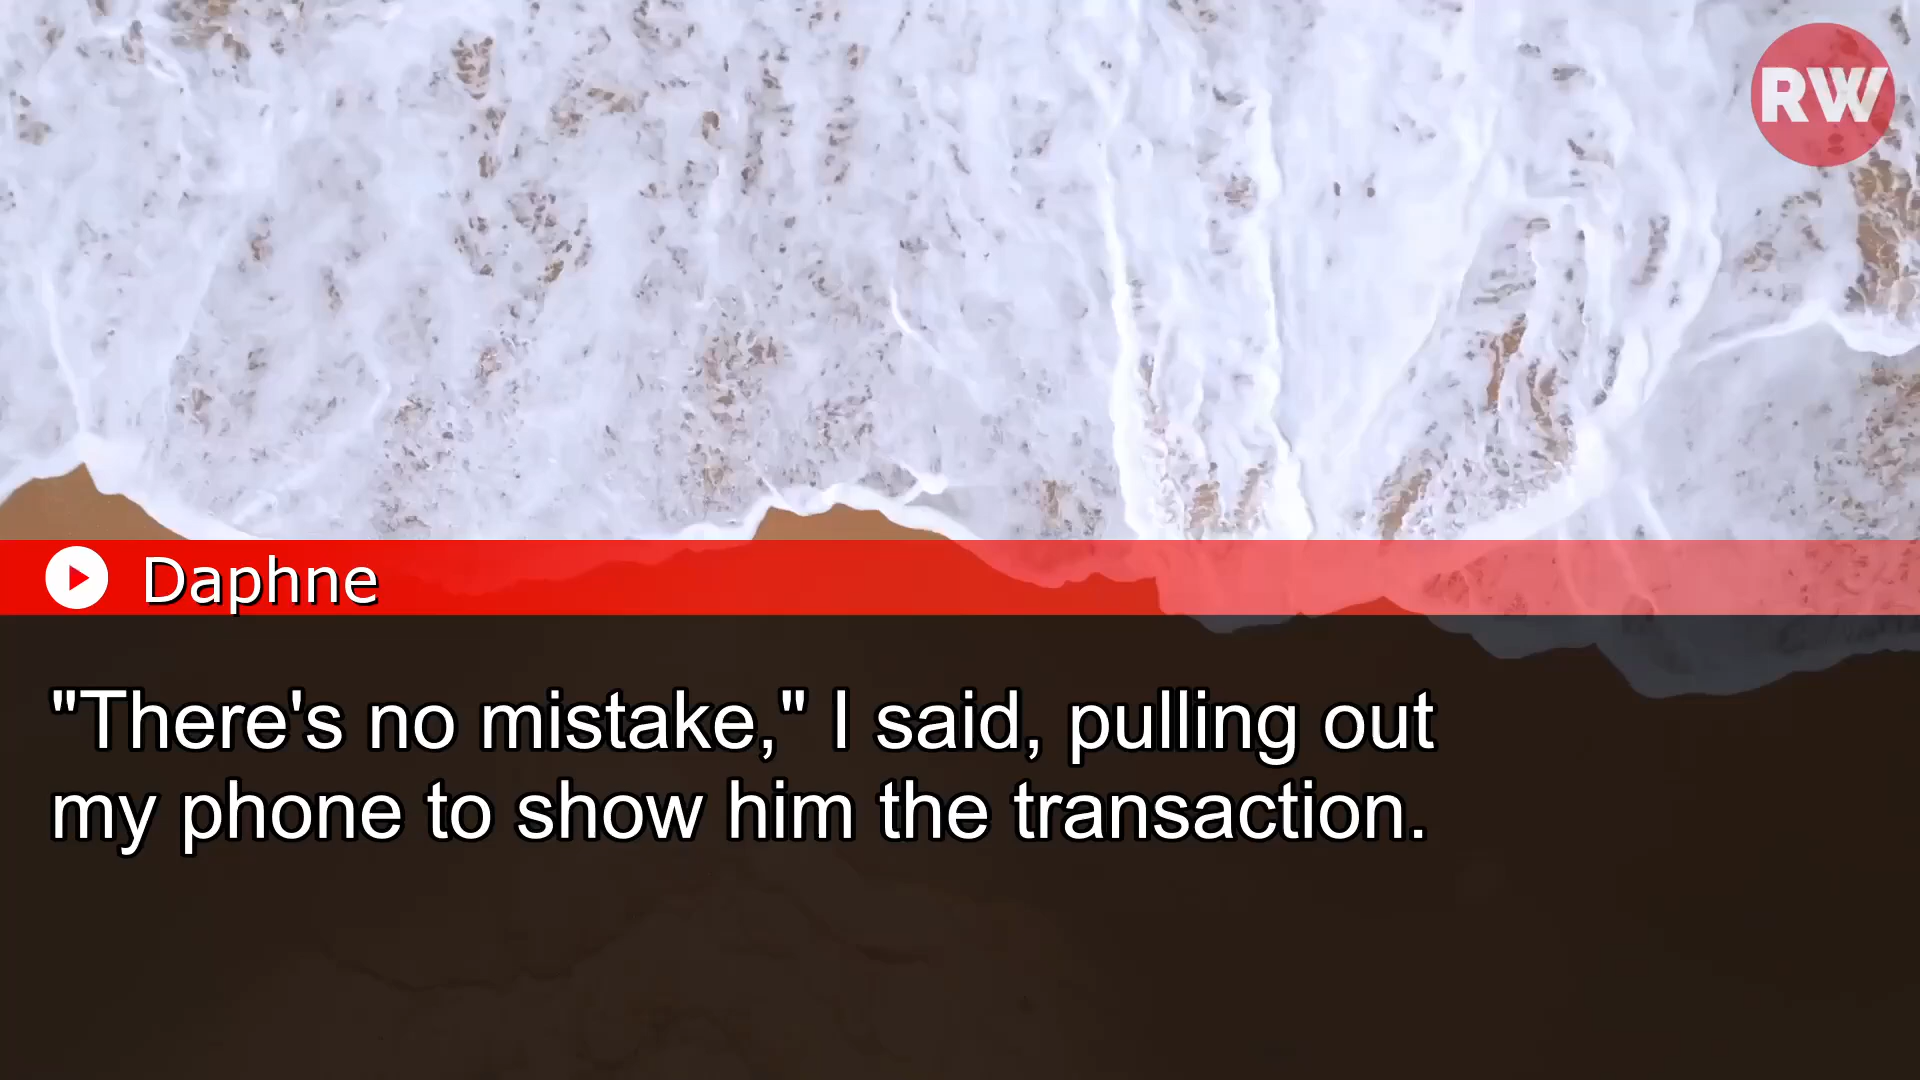 RW
Daphne
"There's no mistake," I said, pulling out
my phone to show him the transaction.